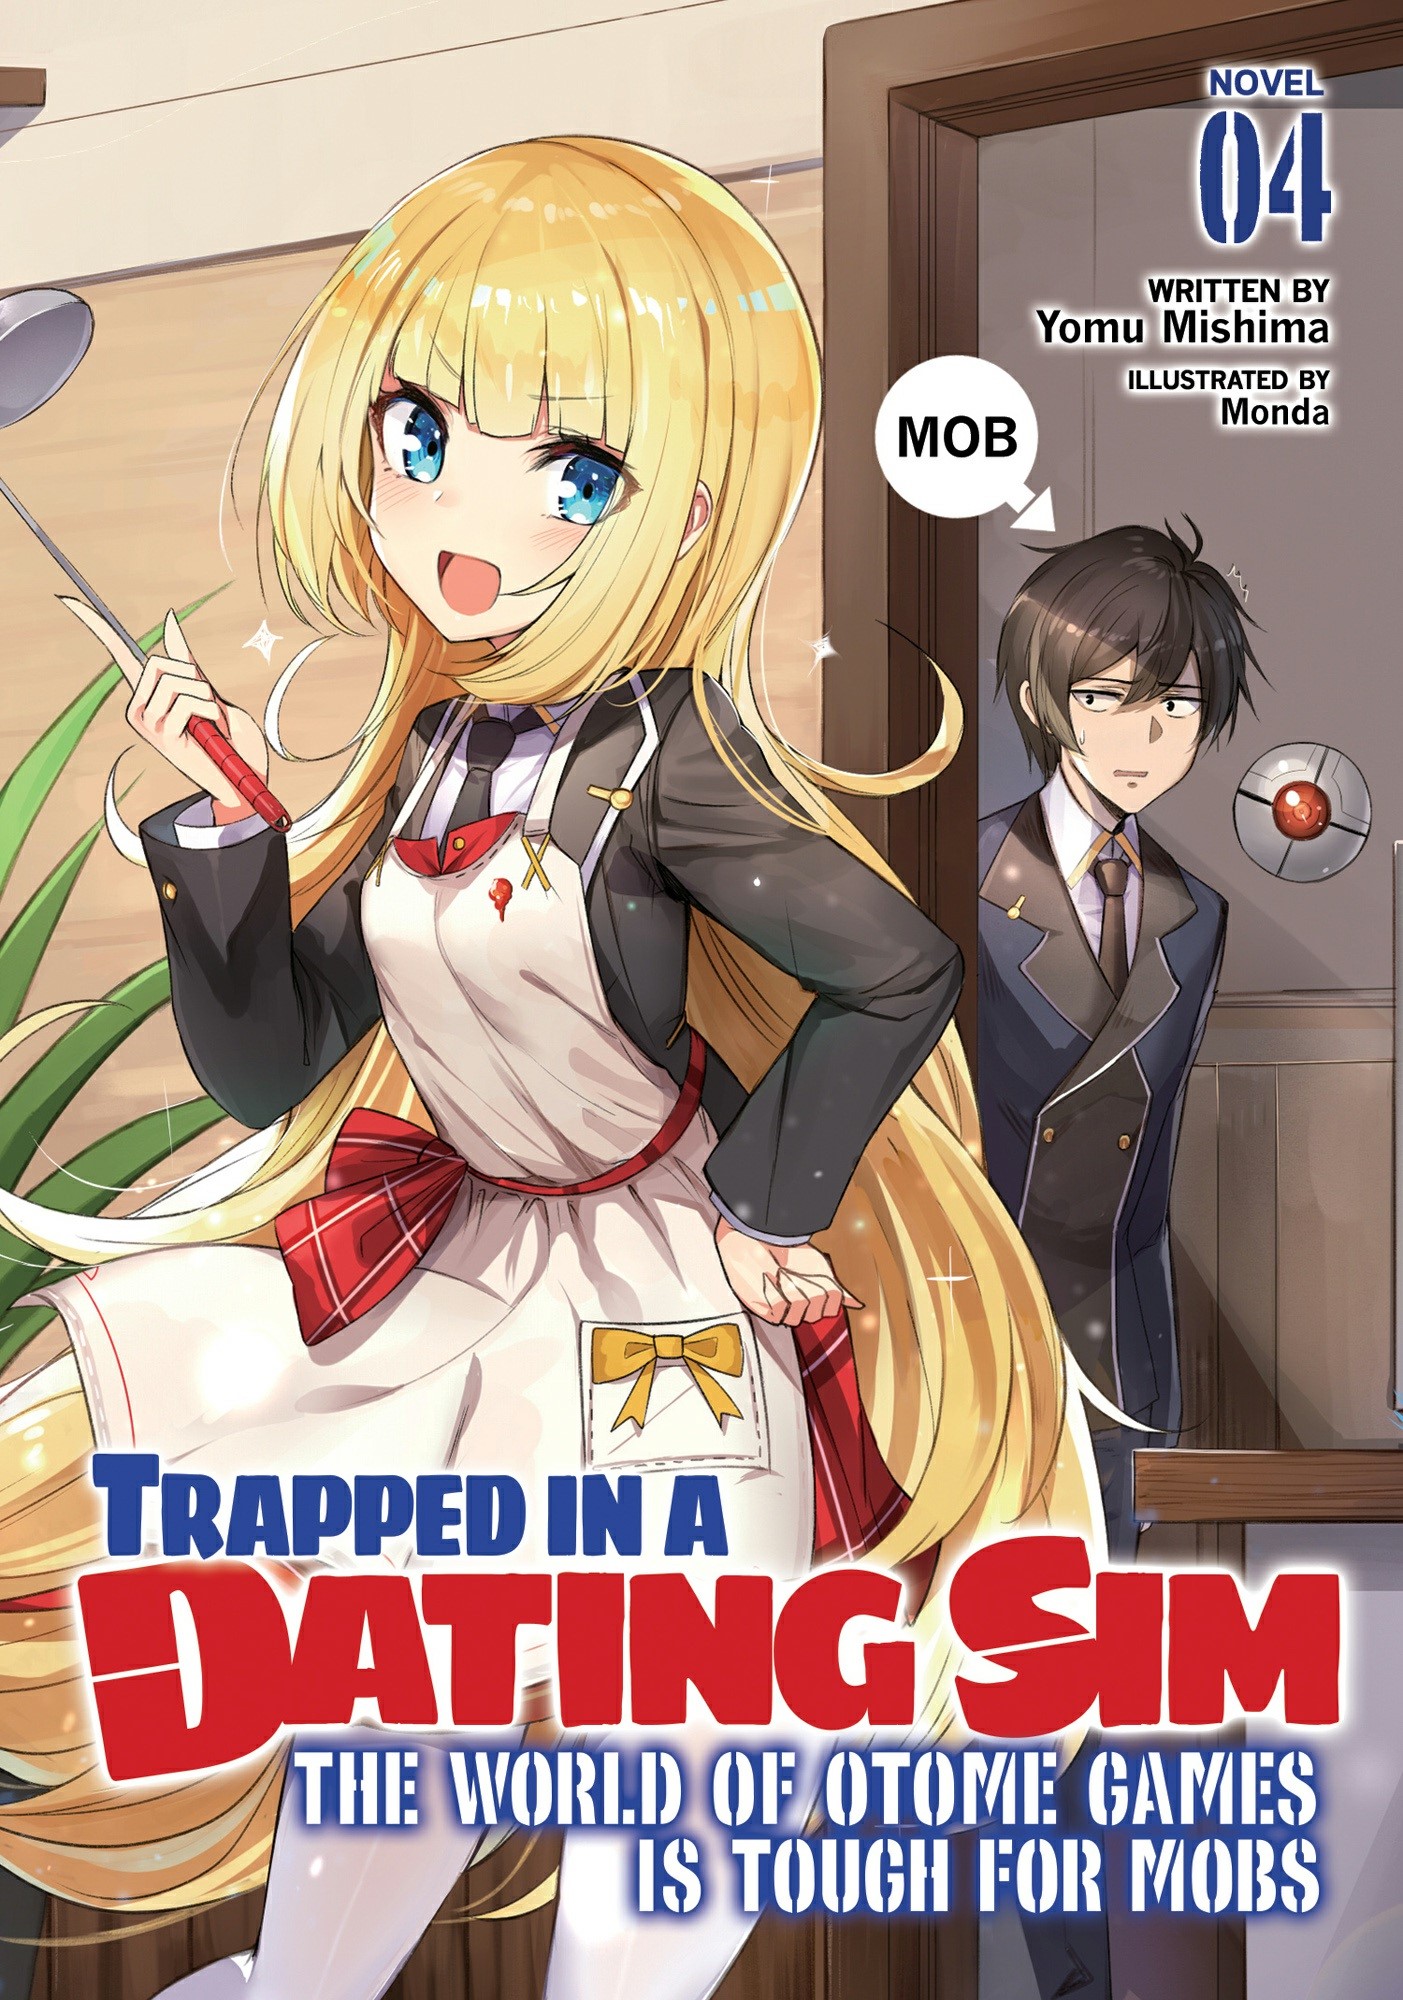 NOVEL
04
WRITTEN BY
Yomu Mishima
ILLUSTRATED BY
Monda
MOB
TRAPPED IN A
DATING SIM
THE WORLD OF OTOME GAMES
IS TOUGH FOR MOBS